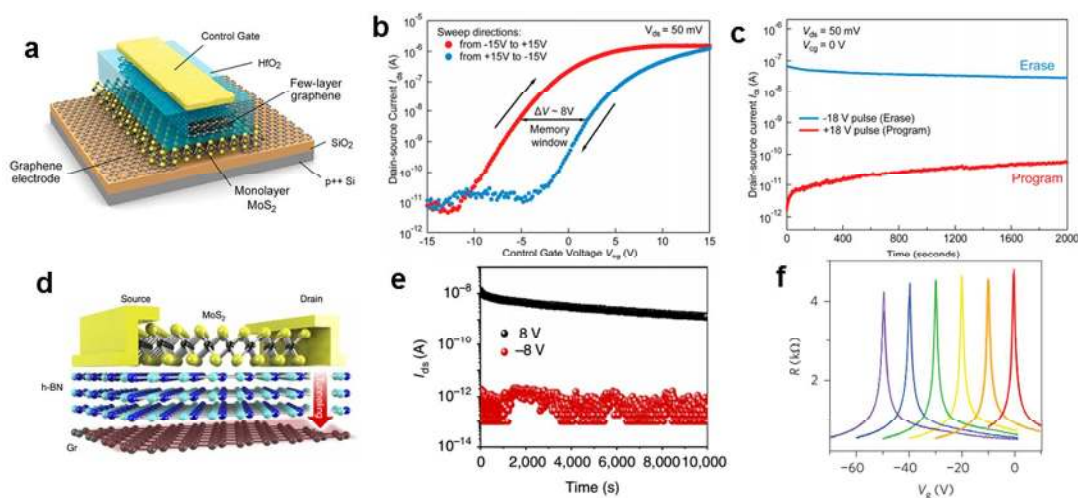 a
Control Gate
HfO2
Few-layer
graphene
SiO2
p++ Si
Graphene
electrode
Monolayer
MoS2
b
Vds = 50 mV
Sweep directions:
from -15V to +15V
from +15V to -15V
ΔV ~ 8V
Memory
window
Drain-source Current Ids (A)
10-5
10-6
10-7
10-8
10-9
10-10
10-11
10-12
-15 -10 -5 0 5 10 15
Control Gate Voltage Vcg (V)
c
Vds = 50 mV
Vcg = 0 V
Erase
-18 V pulse (Erase)
+18 V pulse (Program)
Program
Drain-source current Ids (A)
10-6
10-7
10-8
10-9
10-10
10-11
10-12
0 400 800 1200 1600 2000
Time (seconds)
d
Source
Drain
MoS2
h-BN
Tunneling
Gr
e
8 V
–8 V
Ids (A)
10-8
10-10
10-12
10-14
0 2,000 4,000 6,000 8,000 10,000
Time (s)
f
R (kΩ)
4
2
−60 −40 −20 0
Vg (V)